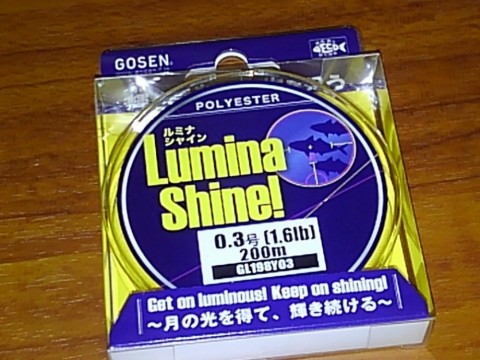 GOSEN
POLYESTER
ルミナ
シャイン
Lumina
Shine!
0.3号 [1.6lb]
200m
GL198Y03
Get on luminous! Keep on shining!
～月の光を得て、輝き続ける～